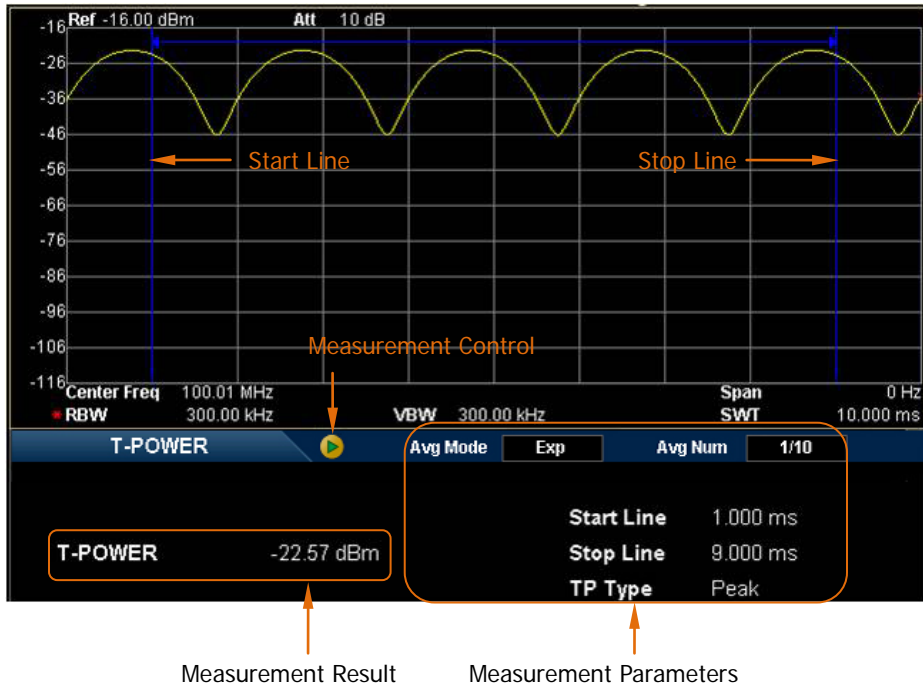 Ref -16.00 dBm Att 10 dB
-16
-26
-36
-46
-56
-66
-76
-86
-96
-106
-116
Start Line
Stop Line
Measurement Control
Center Freq 100.01 MHz Span 0 Hz
RBW 300.00 kHz VBW 300.00 kHz SWT 10.000 ms
T-POWER Avg Mode Exp Avg Num 1/10
Start Line 1.000 ms
T-POWER -22.57 dBm Stop Line 9.000 ms
TP Type Peak
Measurement Result Measurement Parameters